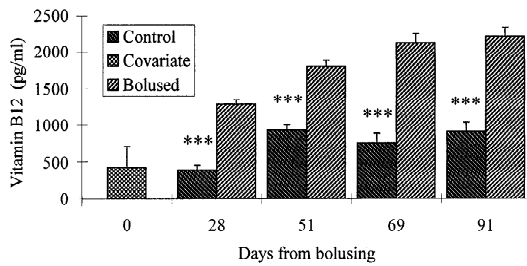 2500
2000
1500
1000
500
0
Vitamin B12 (pg/ml)
Control
Covariate
Bolused
***
***
***
***
0 28 51 69 91
Days from bolusing